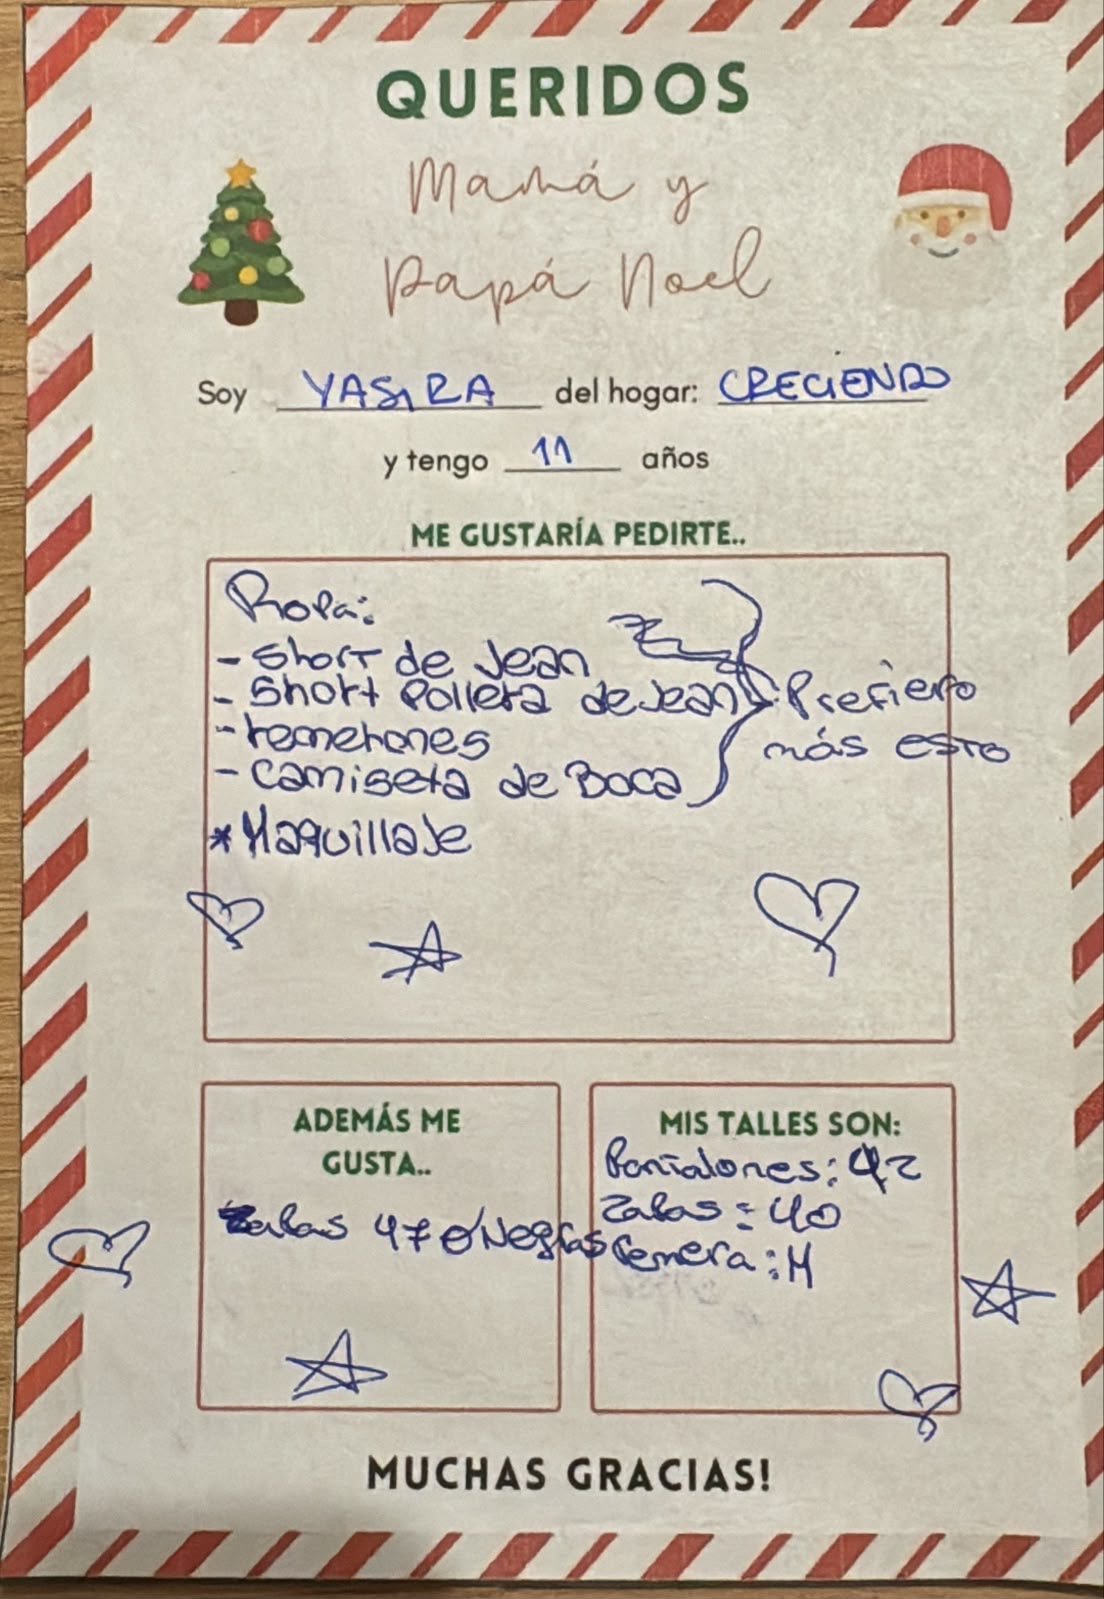 QUERIDOS
Mamá y
Papá Noel
Soy YASIRA del hogar: CRECIENDO
y tengo 11 años
ME GUSTARÍA PEDIRTE..
Ropa:
- short de Jean
- short Pollera de Jean
- remerones
- camiseta de Boca
Prefiero
más esto
* Maquillaje
ADEMÁS ME
GUSTA..
Zapas 47 o Negras
MIS TALLES SON:
Pantalones: 42
Zapas: 40
remera: M
MUCHAS GRACIAS!